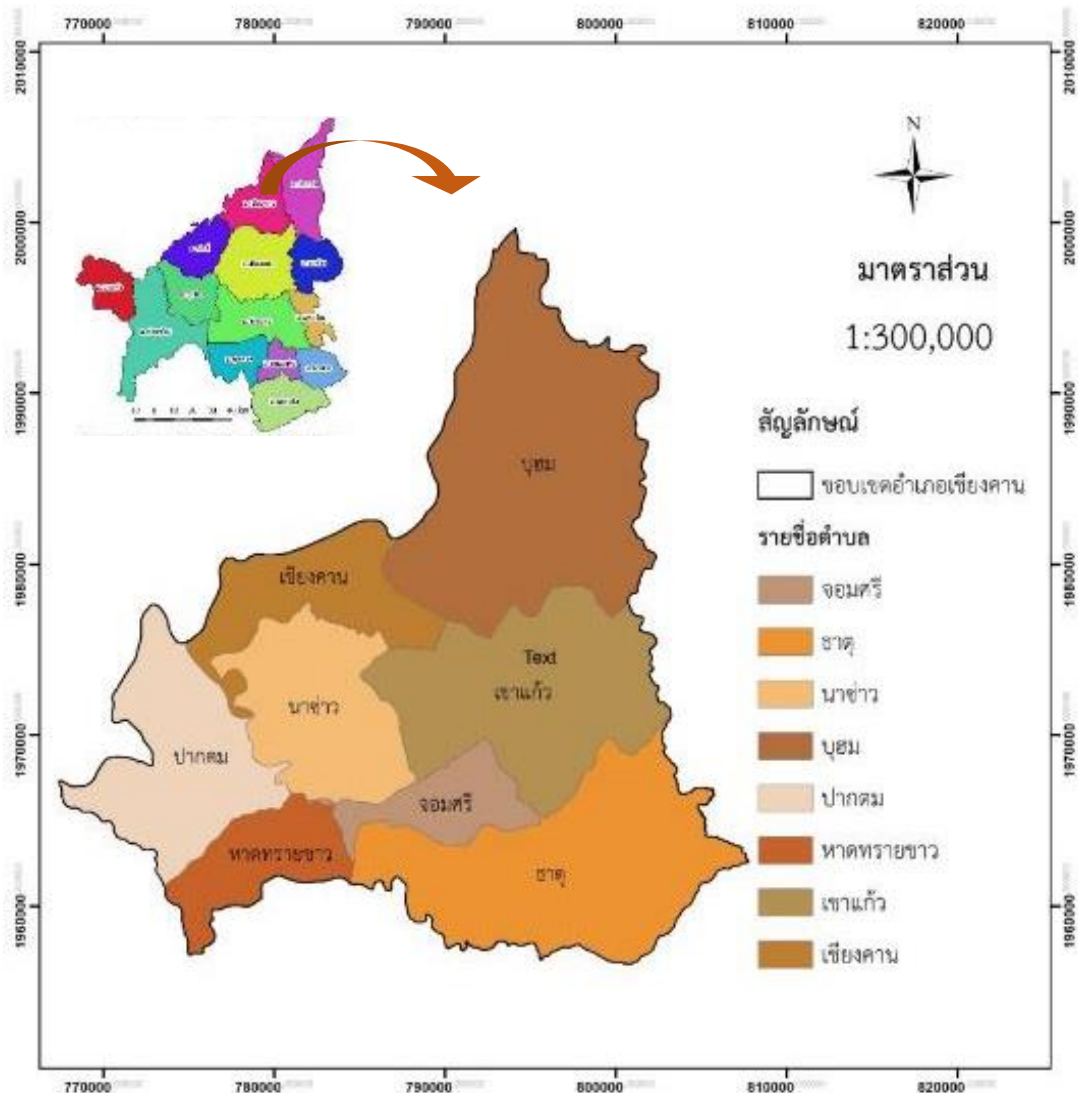 770000 780000 790000 800000 810000 820000
2010000 2010000
N
2000000 2000000
มาตราส่วน
1:300,000
1990000 1990000
สัญลักษณ์
ขอบเขตอำเภอเชียงคาน
รายชื่อตำบล
จอมศรี
ธาตุ
นาซ่าว
บุฮม
ปากตม
หาดทรายขาว
เขาแก้ว
เชียงคาน
บุฮม
1980000 1980000
เชียงคาน
Text
เขาแก้ว
นาซ่าว
1970000 1970000
ปากตม
จอมศรี
หาดทรายขาว
ธาตุ
1960000 1960000
770000 780000 790000 800000 810000 820000